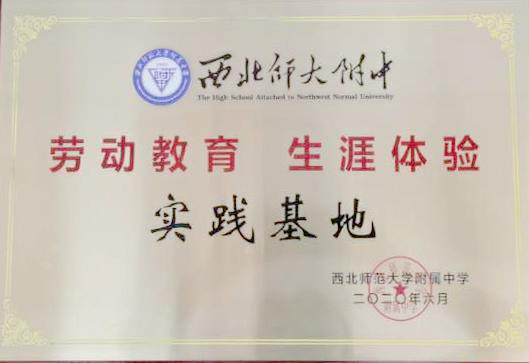 西北师大附中
The High School Attached to Northwest Normal University
劳动教育 生涯体验
实践基地
西北师范大学附属中学
二〇二〇年六月